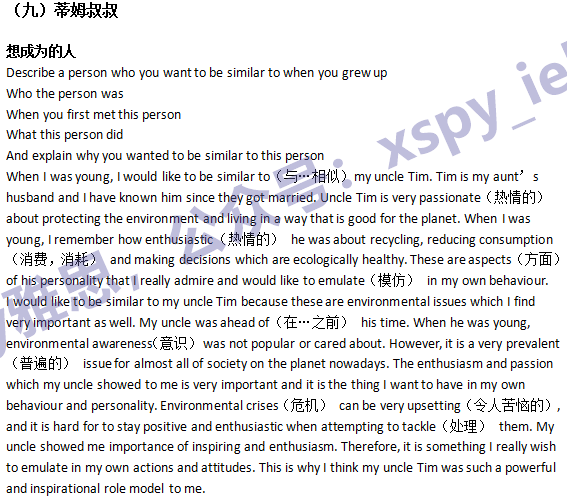 （九）蒂姆叔叔
想成为的人
Describe a person who you want to be similar to when you grew up
Who the person was
When you first met this person
What this person did
And explain why you wanted to be similar to this person
When I was young, I would like to be similar to（与…相似）my uncle Tim. Tim is my aunt’s
husband and I have known him since they got married. Uncle Tim is very passionate（热情的）
about protecting the environment and living in a way that is good for the planet. When I was
young, I remember how enthusiastic（热情的） he was about recycling, reducing consumption
（消费，消耗） and making decisions which are ecologically healthy. These are aspects（方面）
of his personality that I really admire and would like to emulate（模仿） in my own behaviour.
I would like to be similar to my uncle Tim because these are environmental issues which I find
very important as well. My uncle was ahead of（在…之前） his time. When he was young,
environmental awareness(意识）was not popular or cared about. However, it is a very prevalent
（普遍的） issue for almost all of society on the planet nowadays. The enthusiasm and passion
which my uncle showed to me is very important and it is the thing I want to have in my own
behaviour and personality. Environmental crises（危机） can be very upsetting（令人苦恼的）,
and it is hard for to stay positive and enthusiastic when attempting to tackle（处理） them. My
uncle showed me importance of inspiring and enthusiasm. Therefore, it is something I really wish
to emulate in my own actions and attitudes. This is why I think my uncle Tim was such a powerful
and inspirational role model to me.
雅思，公众号：xspy_ie